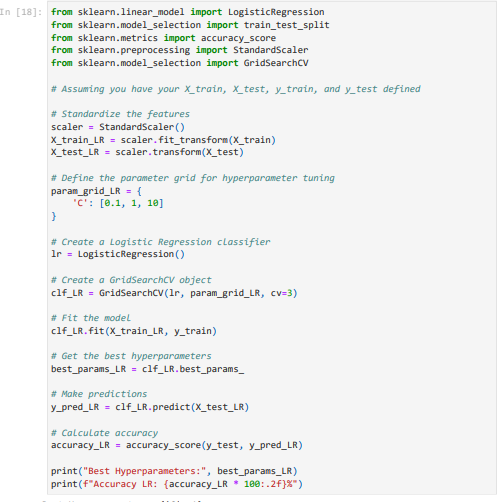 In [18]: from sklearn.linear_model import LogisticRegression
from sklearn.model_selection import train_test_split
from sklearn.metrics import accuracy_score
from sklearn.preprocessing import StandardScaler
from sklearn.model_selection import GridSearchCV
# Assuming you have your X_train, X_test, y_train, and y_test defined
# Standardize the features
scaler = StandardScaler()
X_train_LR = scaler.fit_transform(X_train)
X_test_LR = scaler.transform(X_test)
# Define the parameter grid for hyperparameter tuning
param_grid_LR = {
    'C': [0.1, 1, 10]
}
# Create a Logistic Regression classifier
lr = LogisticRegression()
# Create a GridSearchCV object
clf_LR = GridSearchCV(lr, param_grid_LR, cv=3)
# Fit the model
clf_LR.fit(X_train_LR, y_train)
# Get the best hyperparameters
best_params_LR = clf_LR.best_params_
# Make predictions
y_pred_LR = clf_LR.predict(X_test_LR)
# Calculate accuracy
accuracy_LR = accuracy_score(y_test, y_pred_LR)
print("Best Hyperparameters:", best_params_LR)
print(f"Accuracy LR: {accuracy_LR * 100:.2f}%")